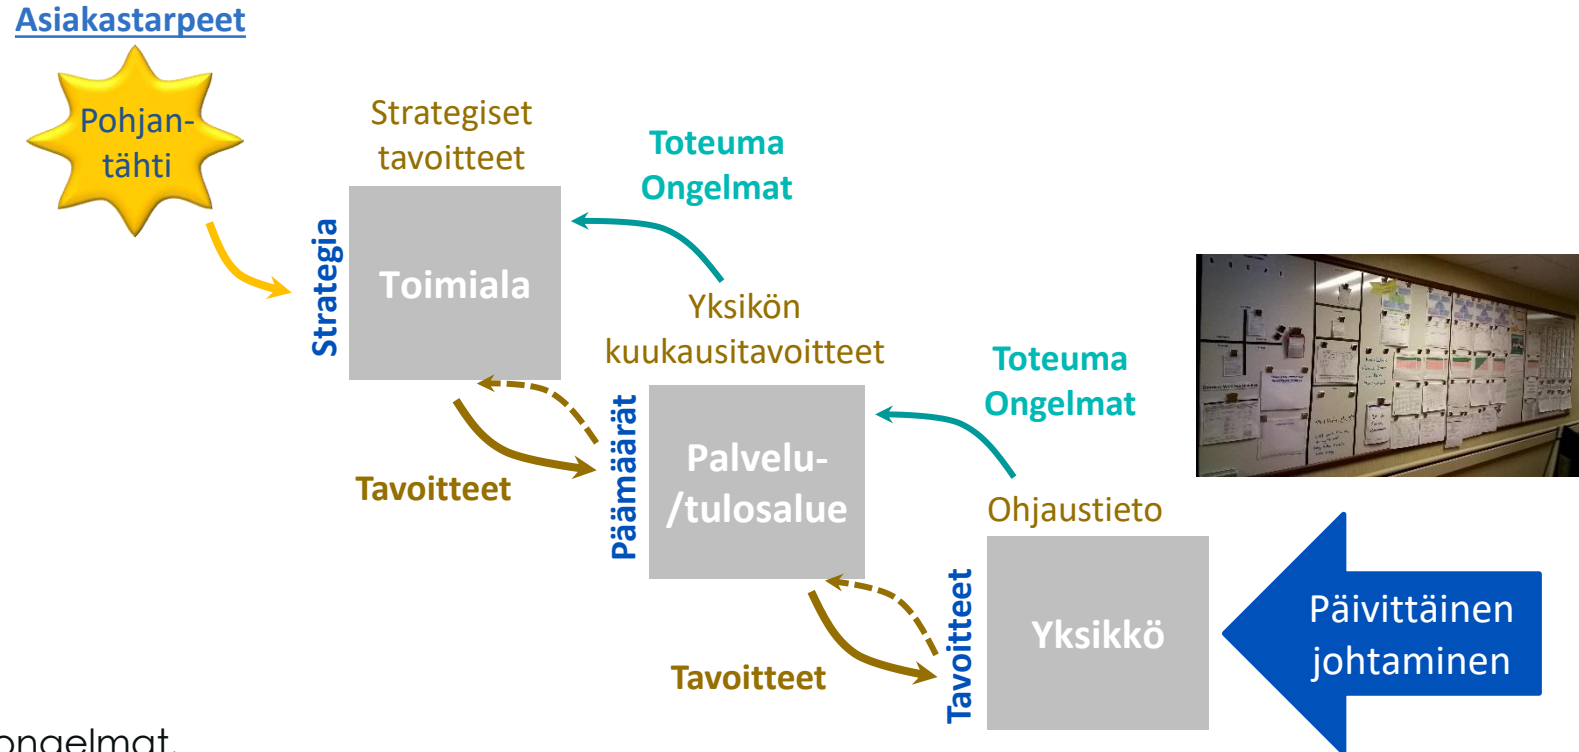 Asiakastarpeet
Pohjan-
tähti
Strategiset
tavoitteet
Toteuma
Ongelmat
Strategia
Toimiala
Yksikön
kuukausitavoitteet
Toteuma
Ongelmat
Tavoitteet
Päämäärät
Palvelu-
/tulosalue
Ohjaustieto
Tavoitteet
Tavoitteet
Yksikkö
Päivittäinen
johtaminen
ongelmat.